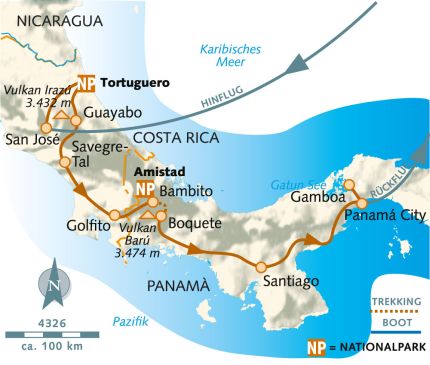 NICARAGUA
Karibisches
Meer
Vulkan Irazú
3.432 m
NP Tortuguero
HINFLUG
Guayabo
San José
COSTA RICA
Savegre-
Tal
Amistad
NP
Bambito
Gatun See
RÜCKFLU
Gamboa
Panamá City
Golfito
Vulkan
Barú
3.474 m
Boquete
Santiago
PANAMÀ
N
Pazifik
4326
ca. 100 km
TREKKING
BOOT
NP = NATIONALPARK